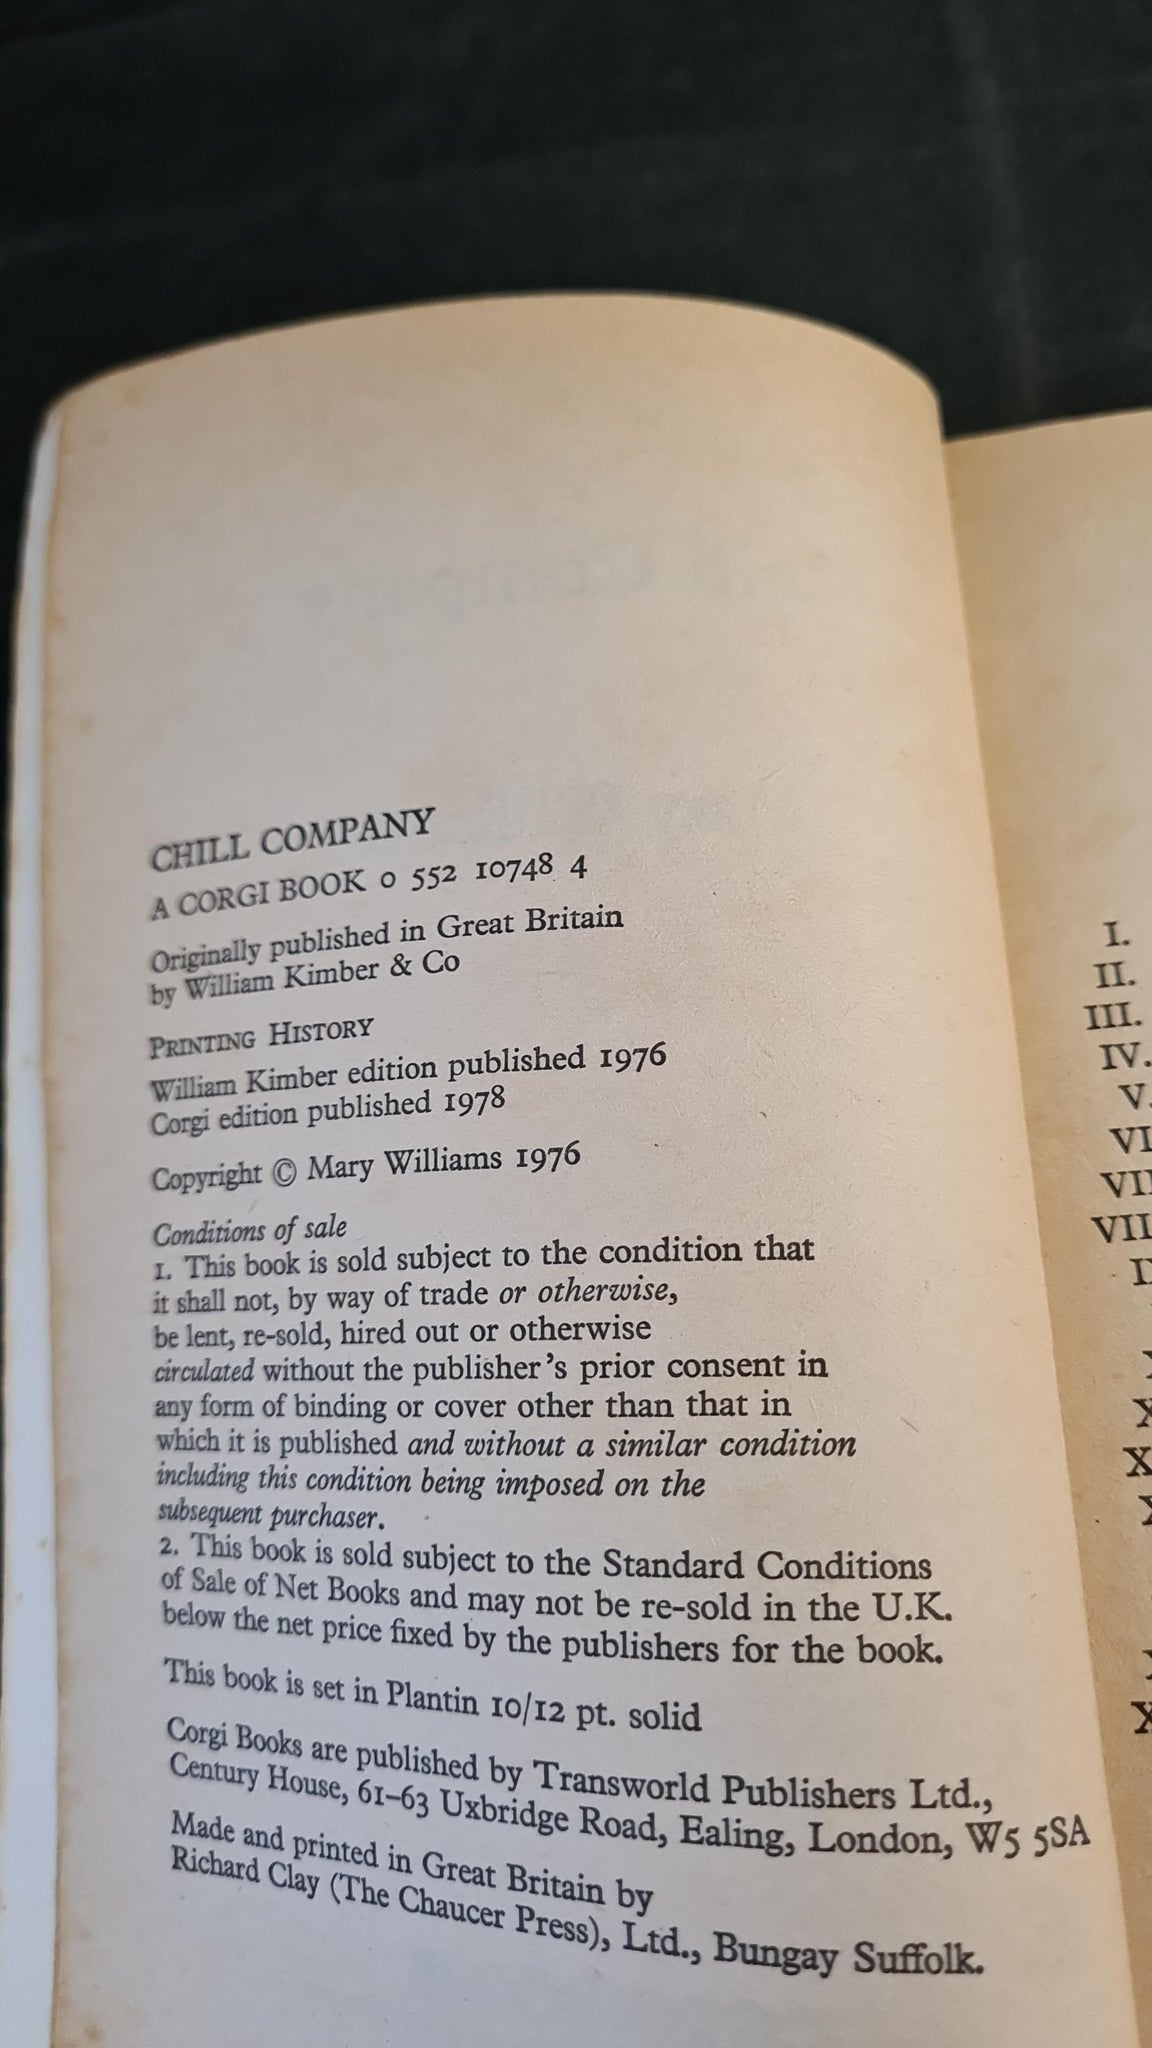 CHILL COMPANY
A CORGI BOOK 0 552 10748 4
Originally published in Great Britain
by William Kimber & Co
PRINTING HISTORY
William Kimber edition published 1976
Corgi edition published 1978
Copyright © Mary Williams 1976
Conditions of sale
1. This book is sold subject to the condition that
it shall not, by way of trade or otherwise,
be lent, re-sold, hired out or otherwise
circulated without the publisher's prior consent in
any form of binding or cover other than that in
which it is published and without a similar condition
including this condition being imposed on the
subsequent purchaser.
2. This book is sold subject to the Standard Conditions
of Sale of Net Books and may not be re-sold in the U.K.
below the net price fixed by the publishers for the book.
This book is set in Plantin 10/12 pt. solid
Corgi Books are published by Transworld Publishers Ltd.,
Century House, 61–63 Uxbridge Road, Ealing, London, W5 5SA
Made and printed in Great Britain by
Richard Clay (The Chaucer Press), Ltd., Bungay Suffolk.
I.
II.
III.
IV.
V.